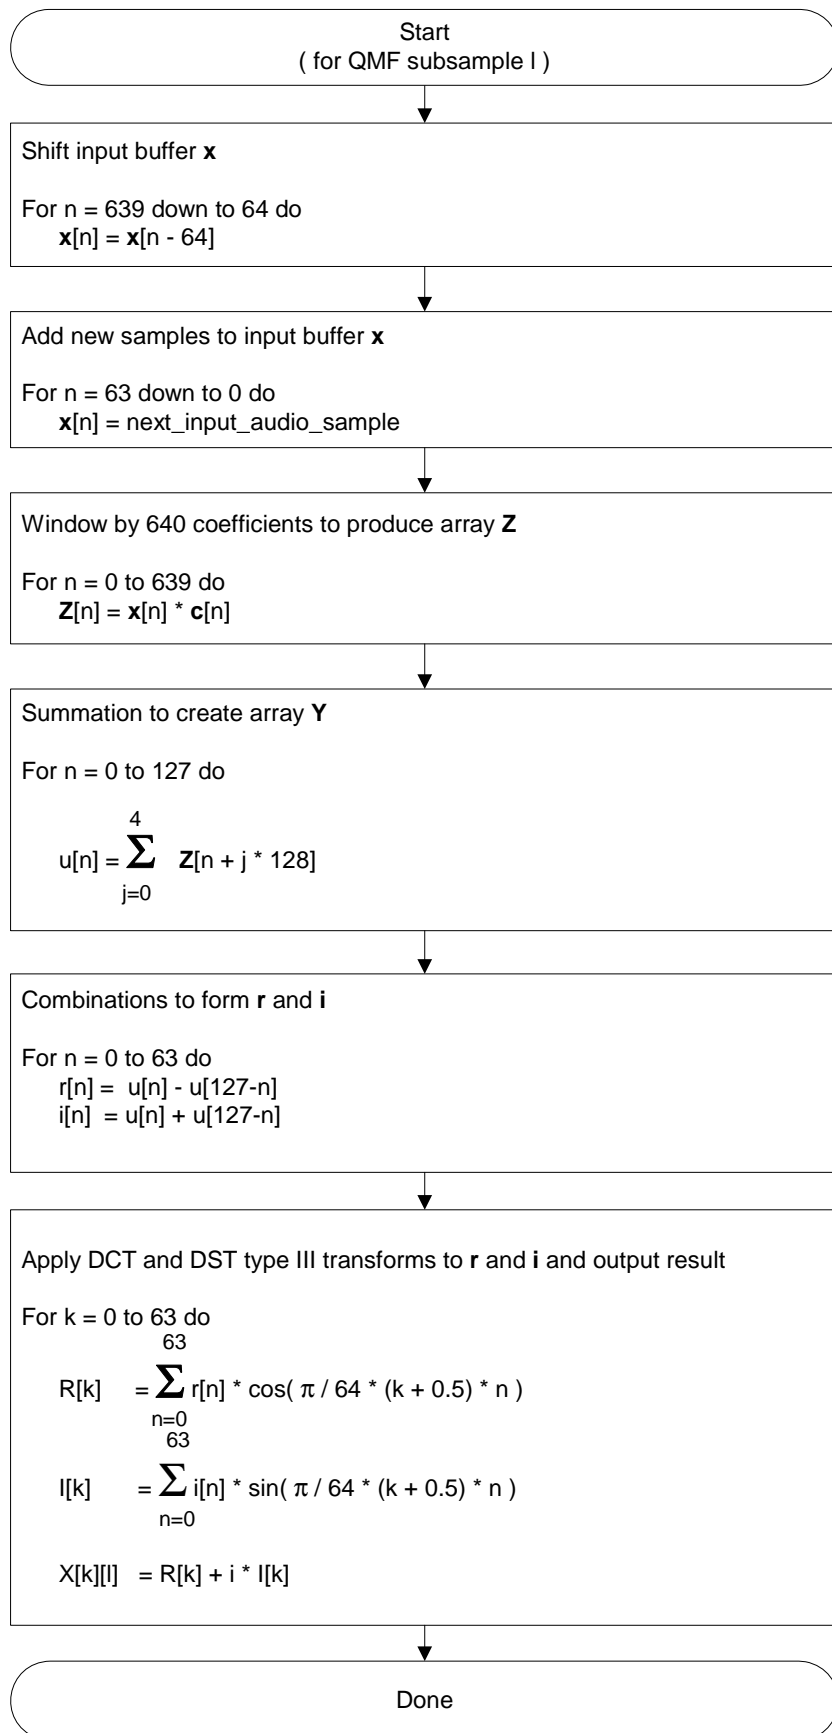 Start
( for QMF subsample l )
Shift input buffer x
For n = 639 down to 64 do
x[n] = x[n - 64]
Add new samples to input buffer x
For n = 63 down to 0 do
x[n] = next_input_audio_sample
Window by 640 coefficients to produce array Z
For n = 0 to 639 do
Z[n] = x[n] * c[n]
Summation to create array Y
For n = 0 to 127 do
4
u[n] = Σ Z[n + j * 128]
j=0
Combinations to form r and i
For n = 0 to 63 do
r[n] = u[n] - u[127-n]
i[n] = u[n] + u[127-n]
Apply DCT and DST type III transforms to r and i and output result
For k = 0 to 63 do
63
R[k] = Σ r[n] * cos( π / 64 * (k + 0.5) * n )
n=0
63
I[k] = Σ i[n] * sin( π / 64 * (k + 0.5) * n )
n=0
X[k][l] = R[k] + i * I[k]
Done